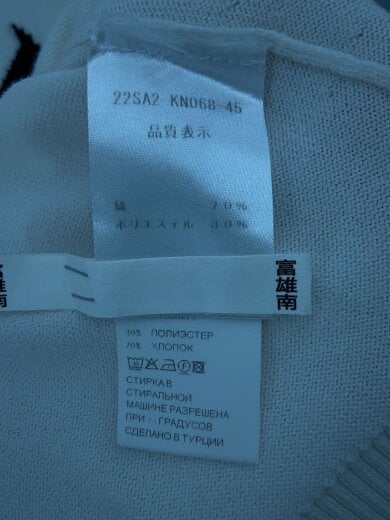 22SA2 KN068-45
品質表示
綿 70%
ポリエステル 30%
富雄南
富雄南
30% ПОЛИЭСТЕР
70% ХЛОПОК
СТИРКА В
СТИРАЛЬНОЙ
МАШИНЕ РАЗРЕШЕНА
ПРИ ГРАДУСОВ
СДЕЛАНО В ТУРЦИИ